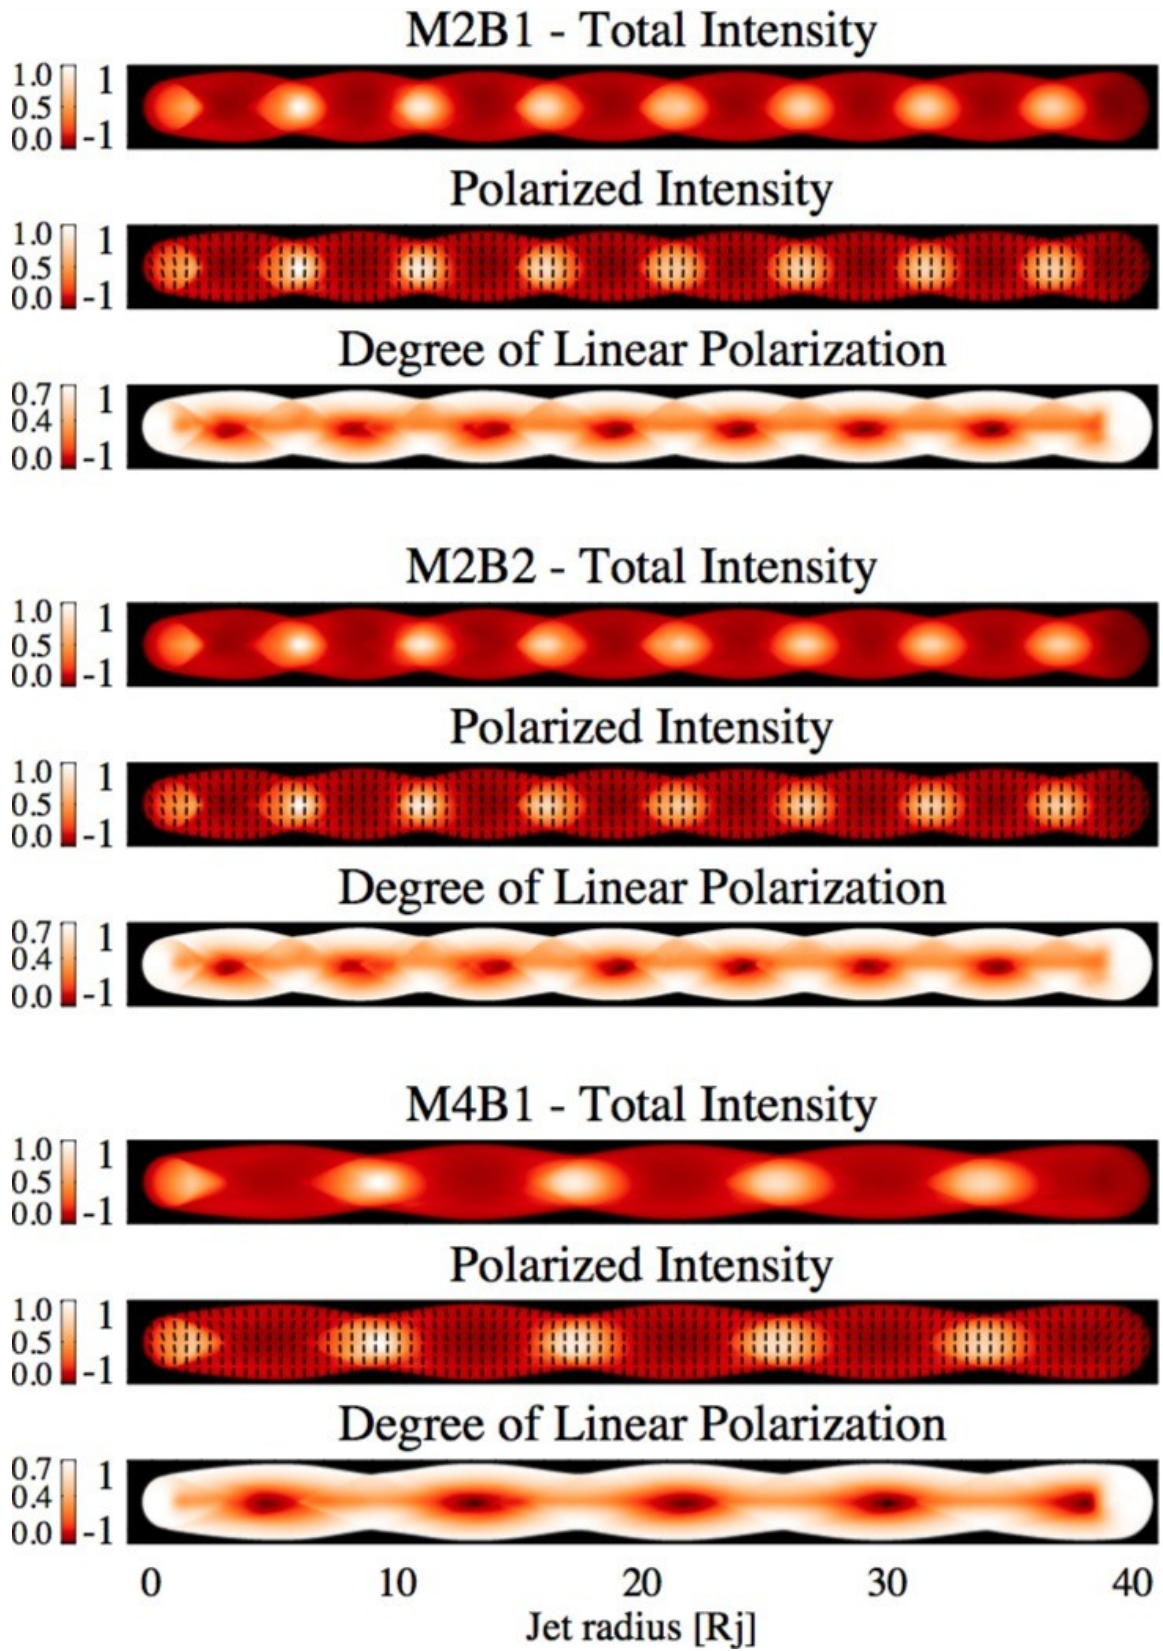 M2B1 - Total Intensity
1.0 1
0.5
0.0 -1
Polarized Intensity
1.0 1
0.5
0.0 -1
Degree of Linear Polarization
0.7 1
0.4
0.0 -1
M2B2 - Total Intensity
1.0 1
0.5
0.0 -1
Polarized Intensity
1.0 1
0.5
0.0 -1
Degree of Linear Polarization
0.7 1
0.4
0.0 -1
M4B1 - Total Intensity
1.0 1
0.5
0.0 -1
Polarized Intensity
1.0 1
0.5
0.0 -1
Degree of Linear Polarization
0.7 1
0.4
0.0 -1
0 10 20 30 40
Jet radius [Rj]